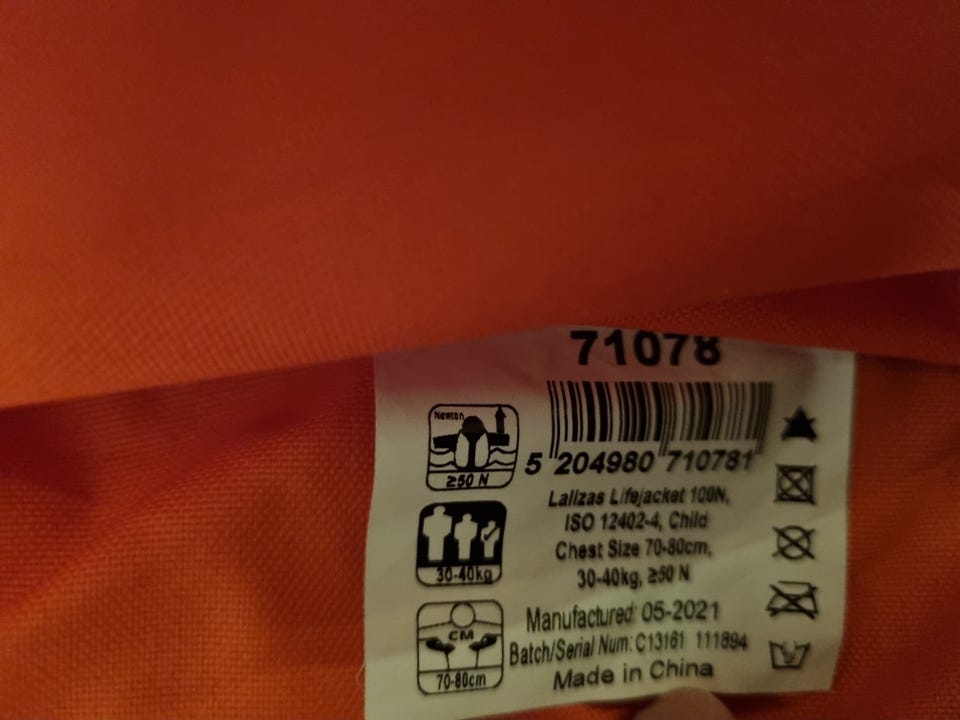 71078
Newton
≥50 N
5 204980 710781
Lalizas Lifejacket 100N,
ISO 12402-4, Child
Chest Size 70-80cm,
30-40kg, ≥50 N
30-40kg
Manufactured: 05-2021
Batch/Serial Num: C13161 111894
Made in China
CM
70-80cm